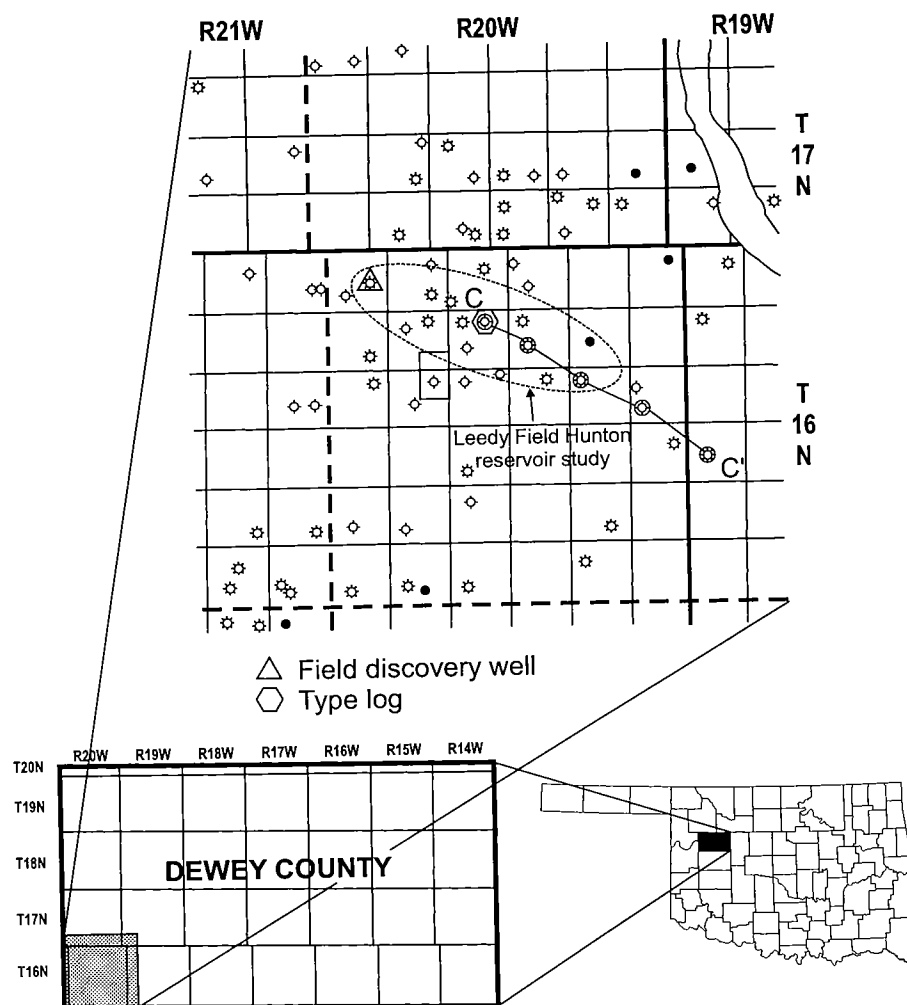 R21W R20W R19W
T
17
N
C
Leedy Field Hunton
reservoir study
T
16
N
C'
Field discovery well
Type log
R20W R19W R18W R17W R16W R15W R14W
T20N
T19N
T18N
DEWEY COUNTY
T17N
T16N